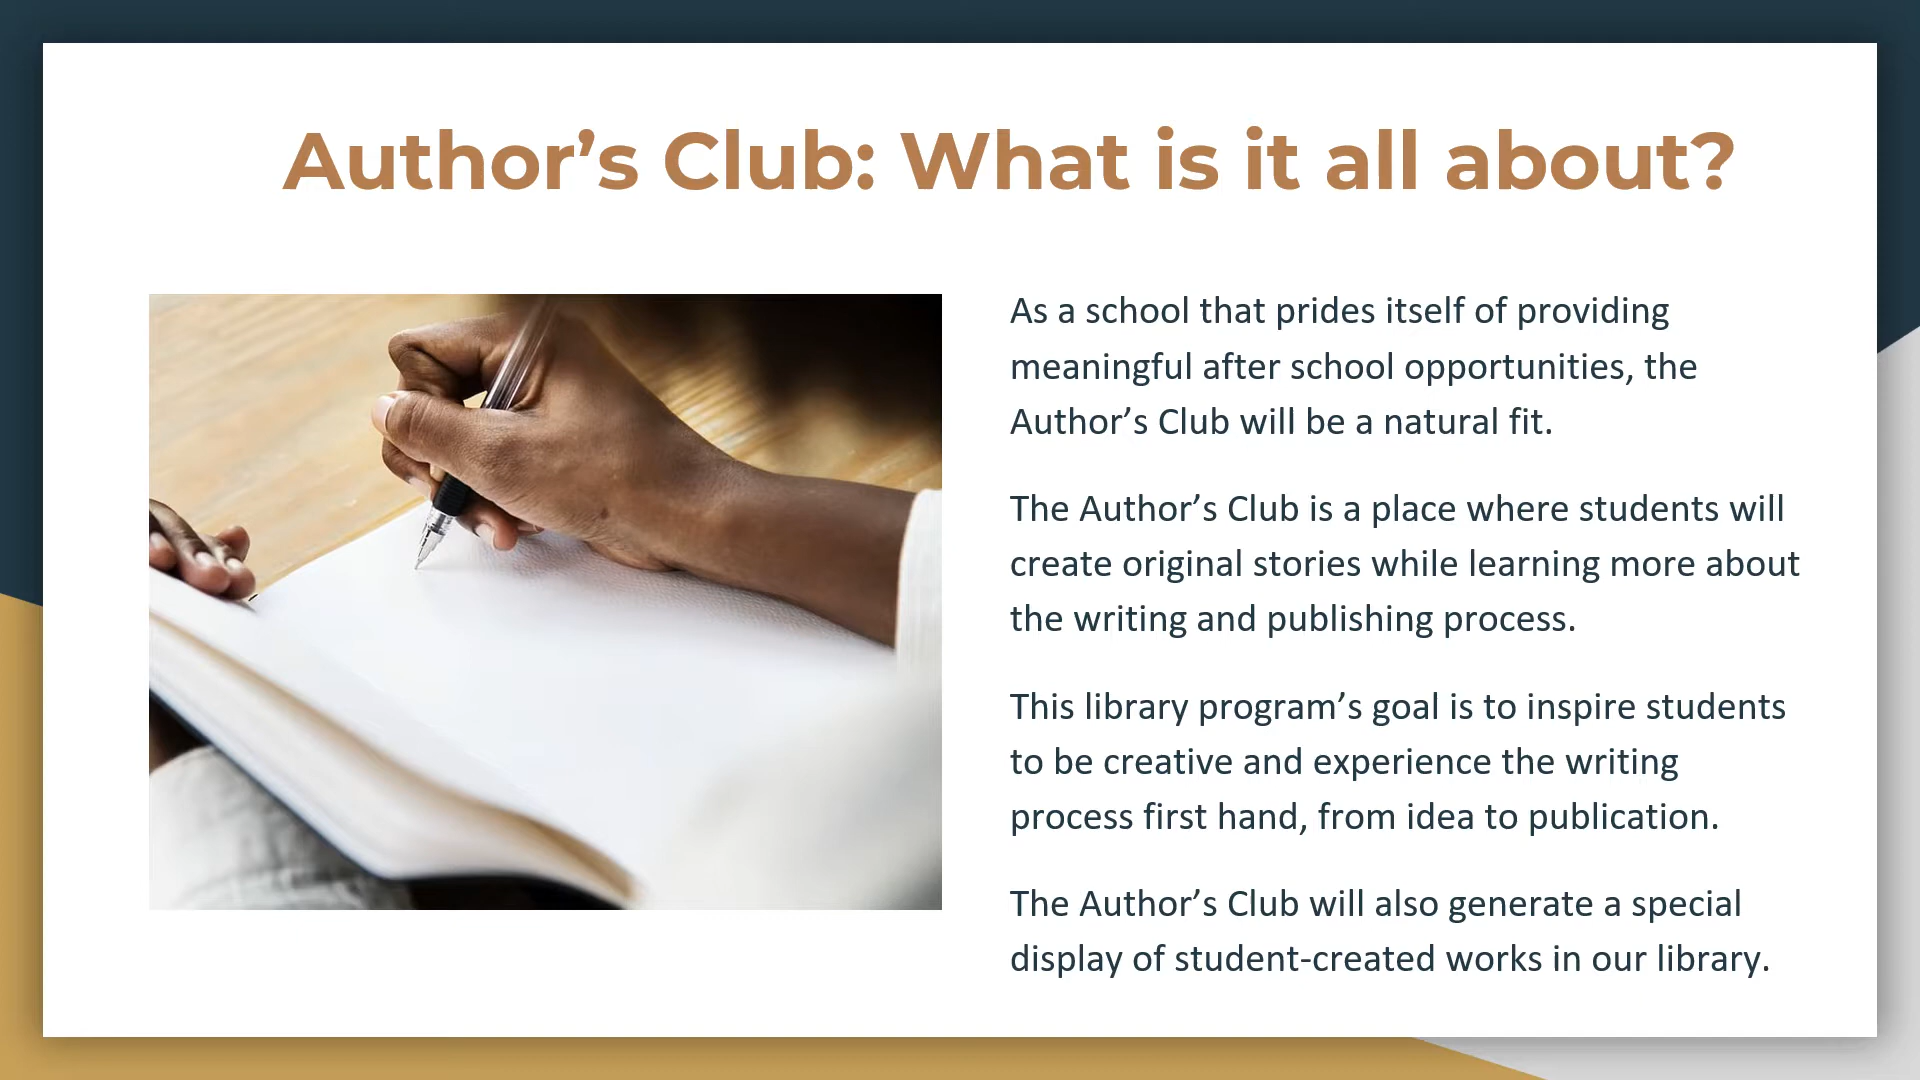 Author’s Club: What is it all about?
As a school that prides itself of providing
meaningful after school opportunities, the
Author’s Club will be a natural fit.
The Author’s Club is a place where students will
create original stories while learning more about
the writing and publishing process.
This library program’s goal is to inspire students
to be creative and experience the writing
process first hand, from idea to publication.
The Author’s Club will also generate a special
display of student-created works in our library.